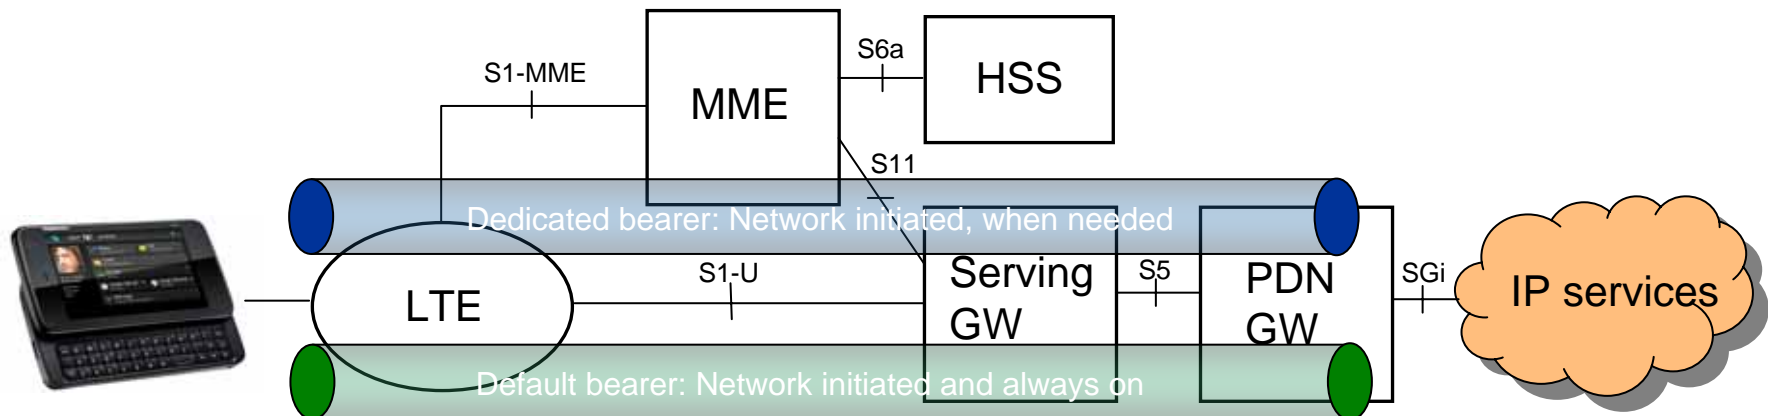 S6a
S1-MME
HSS
MME
S11
Dedicated bearer: Network initiated, when needed
S1-U
Serving
GW
S5
PDN
GW
SGi
IP services
LTE
Default bearer: Network initiated and always on